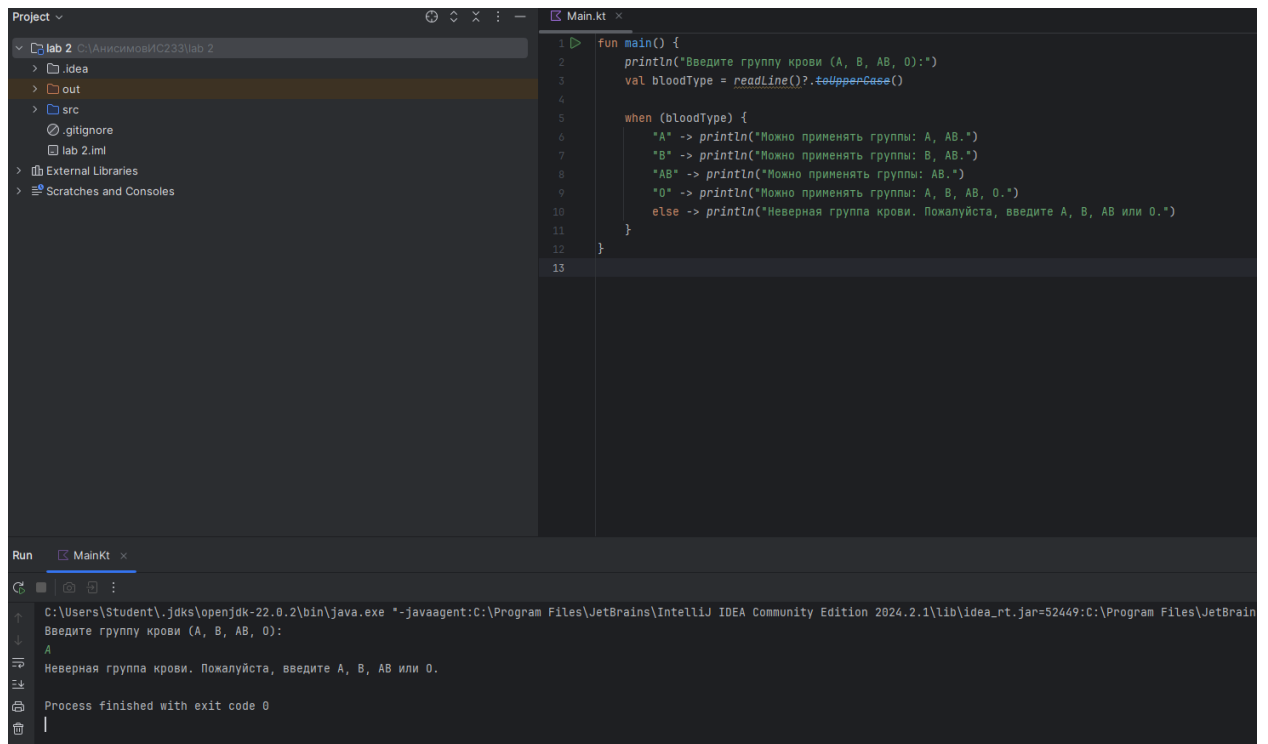 Project
lab 2 C:\АнисимовИС233\lab 2
.idea
out
src
.gitignore
lab 2.iml
External Libraries
Scratches and Consoles
Main.kt
1 fun main() {
2 println("Введите группу крови (A, B, AB, O):")
3 val bloodType = readLine()?.toUpperCase()
4
5 when (bloodType) {
6 "A" -> println("Можно применять группы: A, AB.")
7 "B" -> println("Можно применять группы: B, AB.")
8 "AB" -> println("Можно применять группы: AB.")
9 "O" -> println("Можно применять группы: A, B, AB, O.")
10 else -> println("Неверная группа крови. Пожалуйста, введите A, B, AB или O.")
11 }
12 }
13
Run MainKt
C:\Users\Student\.jdks\openjdk-22.0.2\bin\java.exe "-javaagent:C:\Program Files\JetBrains\IntelliJ IDEA Community Edition 2024.2.1\lib\idea_rt.jar=52449:C:\Program Files\JetBrain
Введите группу крови (A, B, AB, O):
А
Неверная группа крови. Пожалуйста, введите A, B, AB или O.
Process finished with exit code 0